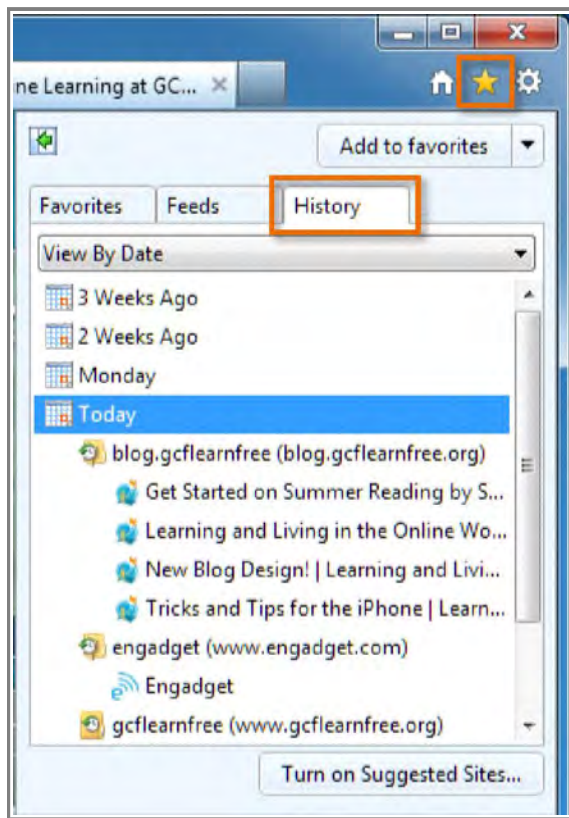 ne Learning at GC...
Add to favorites
Favorites Feeds History
View By Date
3 Weeks Ago
2 Weeks Ago
Monday
Today
blog.gcflearnfree (blog.gcflearnfree.org)
Get Started on Summer Reading by S...
Learning and Living in the Online Wo...
New Blog Design! | Learning and Livi...
Tricks and Tips for the iPhone | Learn...
engadget (www.engadget.com)
Engadget
gcflearnfree (www.gcflearnfree.org)
Turn on Suggested Sites...